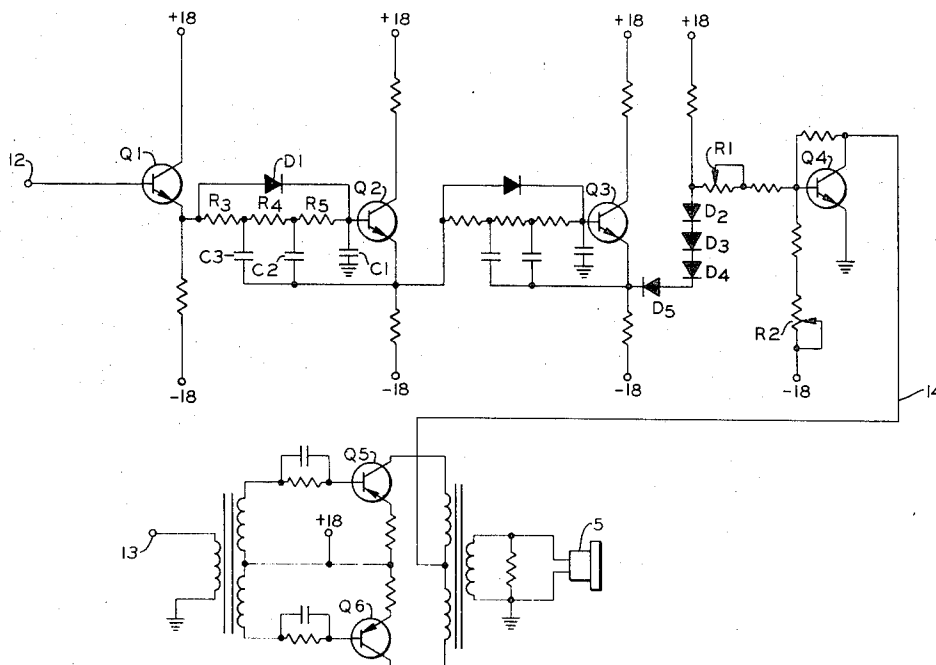 +18 +18 +18 +18
12 Q1 D1 Q2 Q3 R1 Q4
R3 R4 R5
C3 C2 C1
D2
D3
D4
D5
R2
-18 -18 -18 -18
14
Q5
+18
13
5
Q6